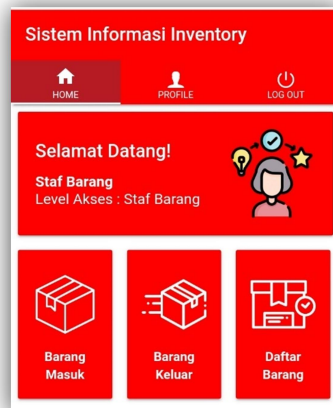 Sistem Informasi Inventory
HOME
PROFILE
LOG OUT
Selamat Datang!
Staf Barang
Level Akses : Staf Barang
Barang
Masuk
Barang
Keluar
Daftar
Barang